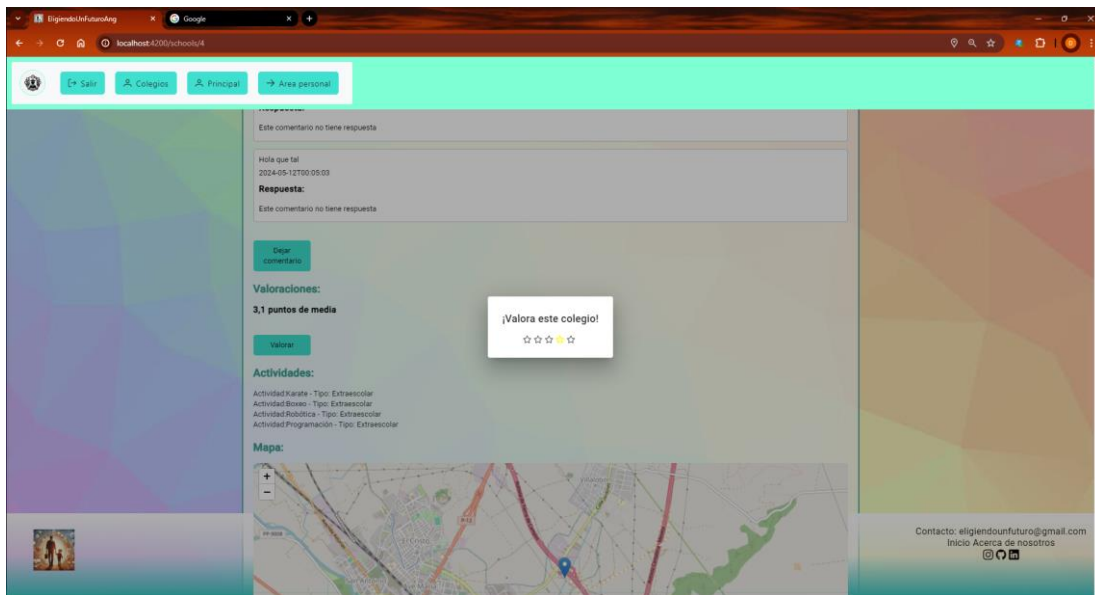 EligiendoUnFuturoAng
Google
localhost:4200/schools/4
Salir
Colegios
Principal
Area personal
Respuesta:
Este comentario no tiene respuesta
Hola que tal
2024-05-12T00:05:03
Respuesta:
Este comentario no tiene respuesta
Dejar
comentario
Valoraciones:
3,1 puntos de media
Valorar
¡Valora este colegio!
Actividades:
Actividad:Karate - Tipo: Extraescolar
Actividad:Boxeo - Tipo: Extraescolar
Actividad:Robótica - Tipo: Extraescolar
Actividad:Programación - Tipo: Extraescolar
Mapa:
+
−
Contacto: eligiendounfuturo@gmail.com
Inicio Acerca de nosotros